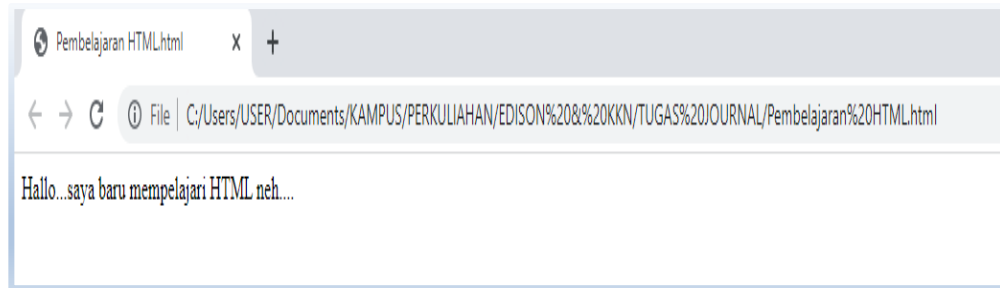 Pembelajaran HTML.html
File C:/Users/USER/Documents/KAMPUS/PERKULIAHAN/EDISON%20&%20KKN/TUGAS%20JOURNAL/Pembelajaran%20HTML.html
Hallo...saya baru mempelajari HTML neh....